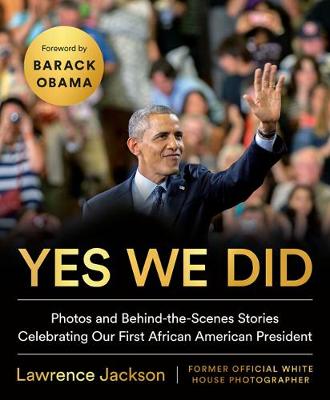 Foreword by
BARACK
OBAMA
YES WE DID
Photos and Behind-the-Scenes Stories
Celebrating Our First African American President
Lawrence Jackson
FORMER OFFICIAL WHITE
HOUSE PHOTOGRAPHER